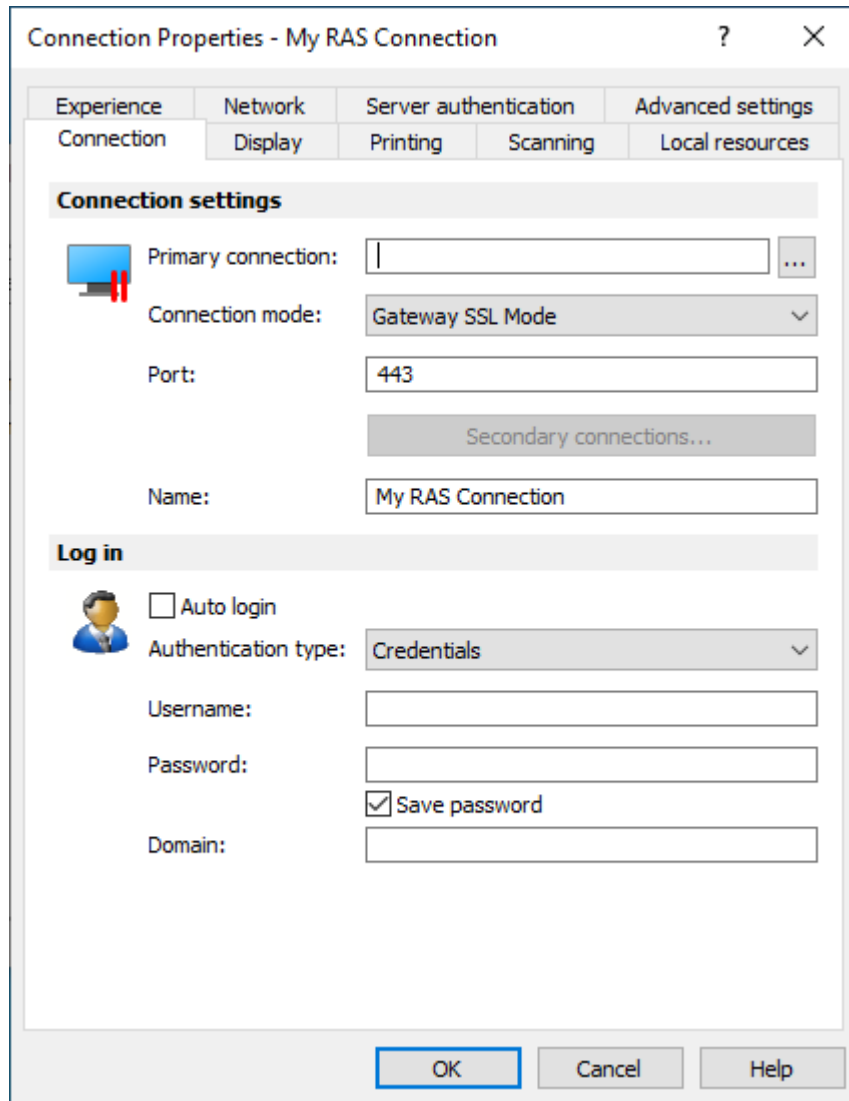 Connection Properties - My RAS Connection ?
Experience Network Server authentication Advanced settings
Connection Display Printing Scanning Local resources
Connection settings
Primary connection: ...
Connection mode: Gateway SSL Mode
Port: 443
Secondary connections...
Name: My RAS Connection
Log in
Auto login
Authentication type: Credentials
Username:
Password:
Save password
Domain:
OK Cancel Help